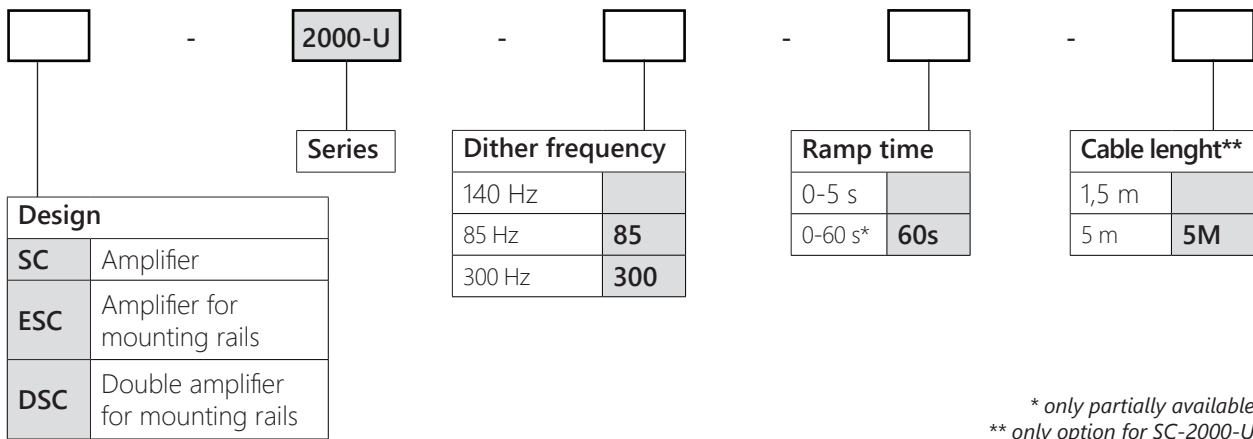 - 2000-U - - -
Series
Design
SC Amplifier
ESC Amplifier for
mounting rails
DSC Double amplifier
for mounting rails
Dither frequency
140 Hz
85 Hz 85
300 Hz 300
Ramp time
0-5 s
0-60 s* 60s
Cable lenght**
1,5 m
5 m 5M
* only partially available
** only option for SC-2000-U